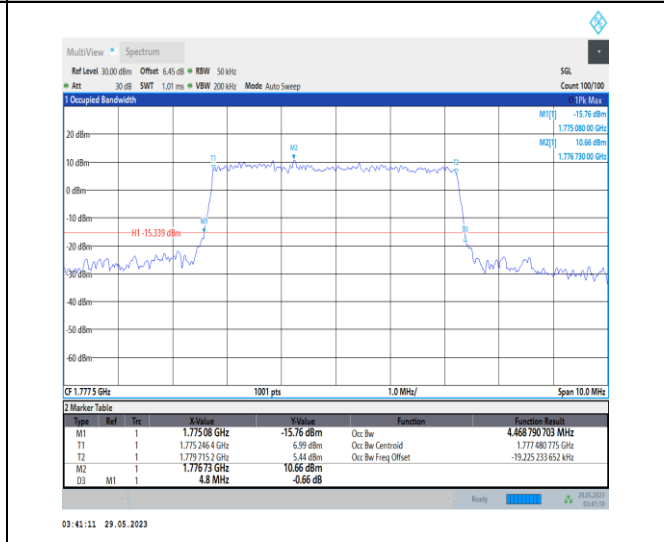 MultiView Spectrum
Ref Level 30.00 dBm Offset 6.45 dB RBW 50 kHz SGL
Att 30 dB SWT 1.01 ms VBW 200 kHz Mode Auto Sweep Count 100/100
1 Occupied Bandwidth 1Pk Max
M1[1] -15.76 dBm
1.775 080 00 GHz
M2[1] 10.66 dBm
1.776 730 00 GHz
20 dBm
M2
T1 T2
10 dBm
0 dBm
-10 dBm
M1
H1 -15.339 dBm
D3
-20 dBm
-30 dBm
-40 dBm
-50 dBm
-60 dBm
CF 1.777 5 GHz 1001 pts 1.0 MHz/ Span 10.0 MHz
2 Marker Table
Type Ref Trc X-Value Y-Value Function Function Result
M1 1 1.775 08 GHz -15.76 dBm Occ Bw 4.468 790 703 MHz
T1 1 1.775 246 4 GHz 6.99 dBm Occ Bw Centroid 1.777 480 775 GHz
T2 1 1.779 715 2 GHz 5.44 dBm Occ Bw Freq Offset -19.225 233 652 kHz
M2 1 1.776 73 GHz 10.66 dBm
D3 M1 1 4.8 MHz -0.66 dB
Ready 29.05.2023
03:41:10
03:41:11 29.05.2023